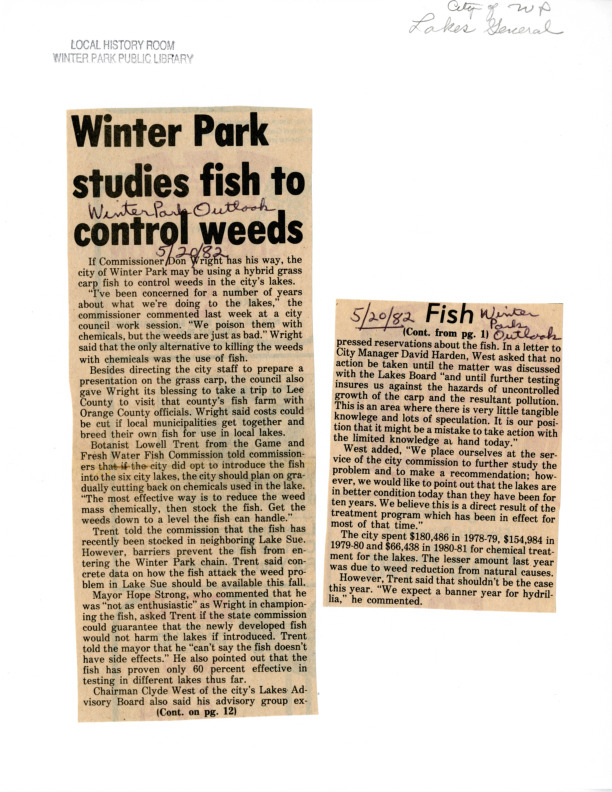 City of WP
Lakes General
LOCAL HISTORY ROOM
WINTER PARK PUBLIC LIBRARY
Winter Park
studies fish to
Winter Park Outlook
control weeds
5/20/82
If Commissioner Don Wright has his way, the
city of Winter Park may be using a hybrid grass
carp fish to control weeds in the city's lakes.
"I've been concerned for a number of years
about what we're doing to the lakes," the
commissioner commented last week at a city
council work session. "We poison them with
chemicals, but the weeds are just as bad." Wright
said that the only alternative to killing the weeds
with chemicals was the use of fish.
Besides directing the city staff to prepare a
presentation on the grass carp, the council also
gave Wright its blessing to take a trip to Lee
County to visit that county's fish farm with
Orange County officials. Wright said costs could
be cut if local municipalities get together and
breed their own fish for use in local lakes.
Botanist Lowell Trent from the Game and
Fresh Water Fish Commission told commission-
ers that if the city did opt to introduce the fish
into the six city lakes, the city should plan on gra-
dually cutting back on chemicals used in the lake.
"The most effective way is to reduce the weed
mass chemically, then stock the fish. Get the
weeds down to a level the fish can handle."
Trent told the commission that the fish has
recently been stocked in neighboring Lake Sue.
However, barriers prevent the fish from en-
tering the Winter Park chain. Trent said con-
crete data on how the fish attack the weed pro-
blem in Lake Sue should be available this fall.
Mayor Hope Strong, who commented that he
was "not as enthusiastic" as Wright in champion-
ing the fish, asked Trent if the state commission
could guarantee that the newly developed fish
would not harm the lakes if introduced. Trent
told the mayor that he "can't say the fish doesn't
have side effects." He also pointed out that the
fish has proven only 60 percent effective in
testing in different lakes thus far.
Chairman Clyde West of the city's Lakes Ad-
visory Board also said his advisory group ex-
(Cont. on pg. 12)
5/20/82 Fish Winter
Park
Outlook
(Cont. from pg. 1)
pressed reservations about the fish. In a letter to
City Manager David Harden, West asked that no
action be taken until the matter was discussed
with the Lakes Board "and until further testing
insures us against the hazards of uncontrolled
growth of the carp and the resultant pollution.
This is an area where there is very little tangible
knowlege and lots of speculation. It is our posi-
tion that it might be a mistake to take action with
the limited knowledge at hand today."
West added, "We place ourselves at the ser-
vice of the city commission to further study the
problem and to make a recommendation; how-
ever, we would like to point out that the lakes are
in better condition today than they have been for
ten years. We believe this is a direct result of the
treatment program which has been in effect for
most of that time."
The city spent $180,486 in 1978-79, $154,984 in
1979-80 and $66,438 in 1980-81 for chemical treat-
ment for the lakes. The lesser amount last year
was due to weed reduction from natural causes.
However, Trent said that shouldn't be the case
this year. "We expect a banner year for hydril-
lia," he commented.